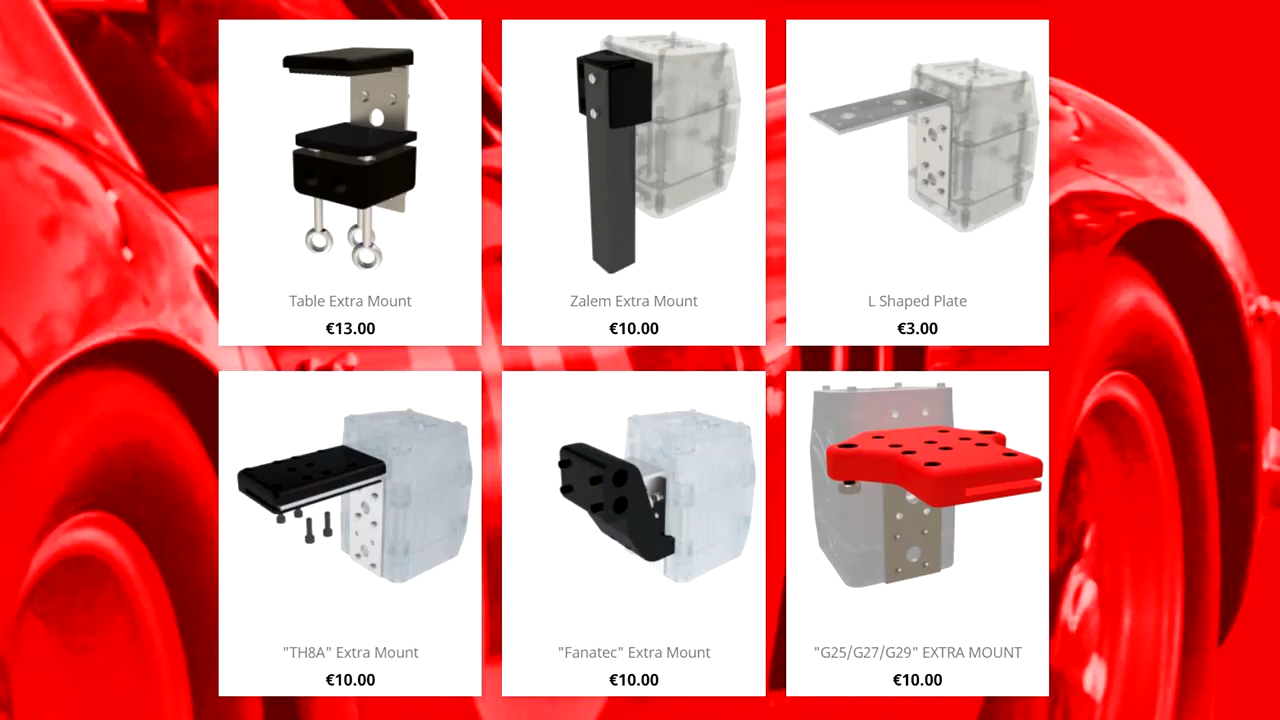 Table Extra Mount
€13.00
Zalem Extra Mount
€10.00
L Shaped Plate
€3.00
"TH8A" Extra Mount
€10.00
"Fanatec" Extra Mount
€10.00
"G25/G27/G29" EXTRA MOUNT
€10.00